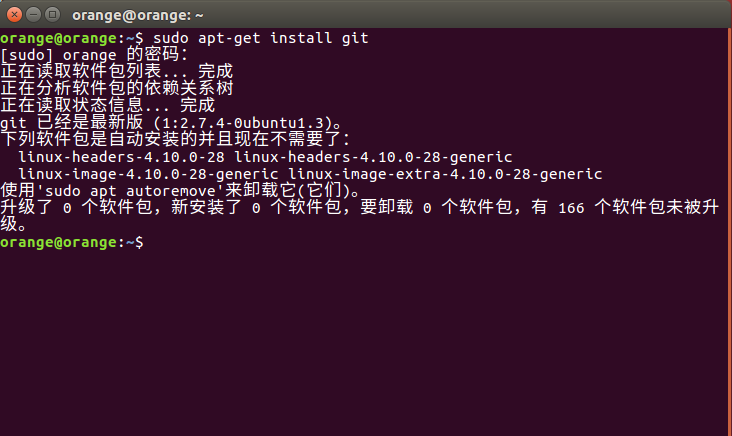 orange@orange: ~
orange@orange:~$ sudo apt-get install git
[sudo] orange 的密码：
正在读取软件包列表... 完成
正在分析软件包的依赖关系树
正在读取状态信息... 完成
git 已经是最新版 (1:2.7.4-0ubuntu1.3)。
下列软件包是自动安装的并且现在不需要了：
  linux-headers-4.10.0-28 linux-headers-4.10.0-28-generic
  linux-image-4.10.0-28-generic linux-image-extra-4.10.0-28-generic
使用'sudo apt autoremove'来卸载它(它们)。
升级了 0 个软件包，新安装了 0 个软件包，要卸载 0 个软件包，有 166 个软件包未被升
级。
orange@orange:~$